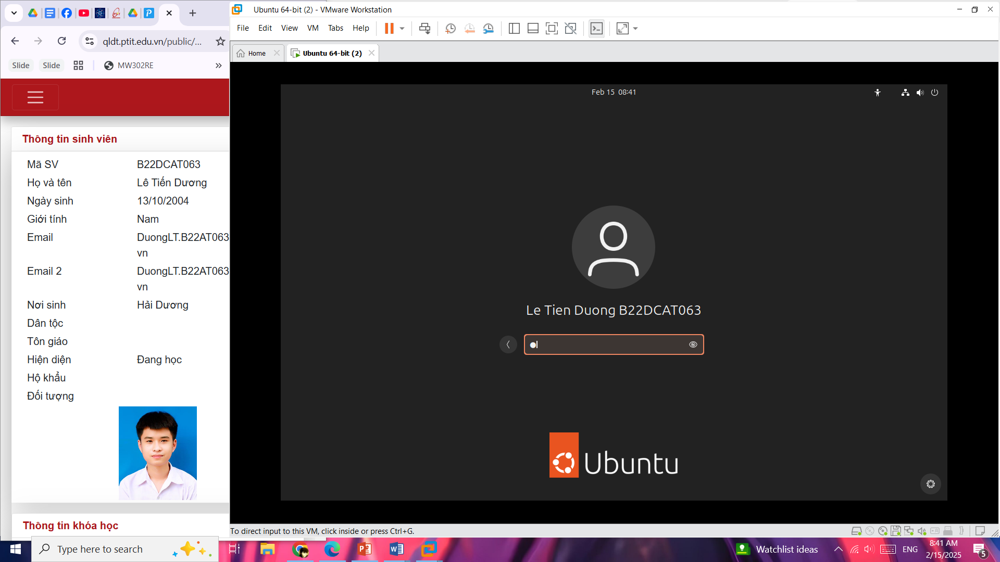 Ubuntu 64-bit (2) - VMware Workstation
File Edit View VM Tabs Help
qldt.ptit.edu.vn/public/...
Home
Ubuntu 64-bit (2)
Slide
Slide
MW302RE
Feb 15 08:41
Thông tin sinh viên
Mã SV B22DCAT063
Họ và tên Lê Tiến Dương
Ngày sinh 13/10/2004
Giới tính Nam
Email DuongLT.B22AT063
vn
Email 2 DuongLT.B22AT063
vn
Nơi sinh Hải Dương
Dân tộc
Tôn giáo
Hiện diện Đang học
Hộ khẩu
Đối tượng
Thông tin khóa học
Le Tien Duong B22DCAT063
Ubuntu
To direct input to this VM, click inside or press Ctrl+G.
Type here to search
Watchlist ideas
ENG
8:41 AM
2/15/2025
5